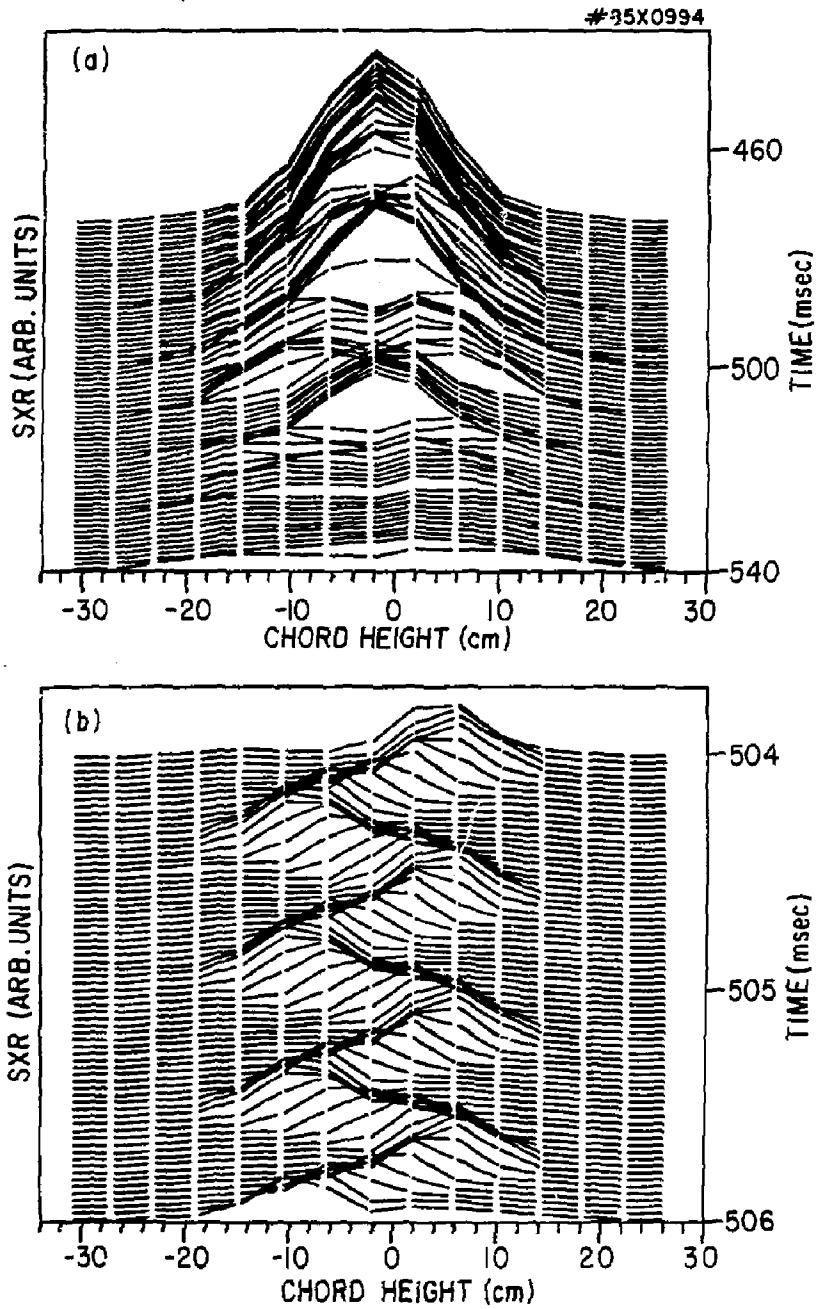 #85X0994
(a)
SXR (ARB. UNITS)
460
500
540
TIME (msec)
-30 -20 -10 0 10 20 30
CHORD HEIGHT (cm)
(b)
SXR (ARB. UNITS)
504
505
506
TIME (msec)
-30 -20 -10 0 10 20 30
CHORD HEIGHT (cm)